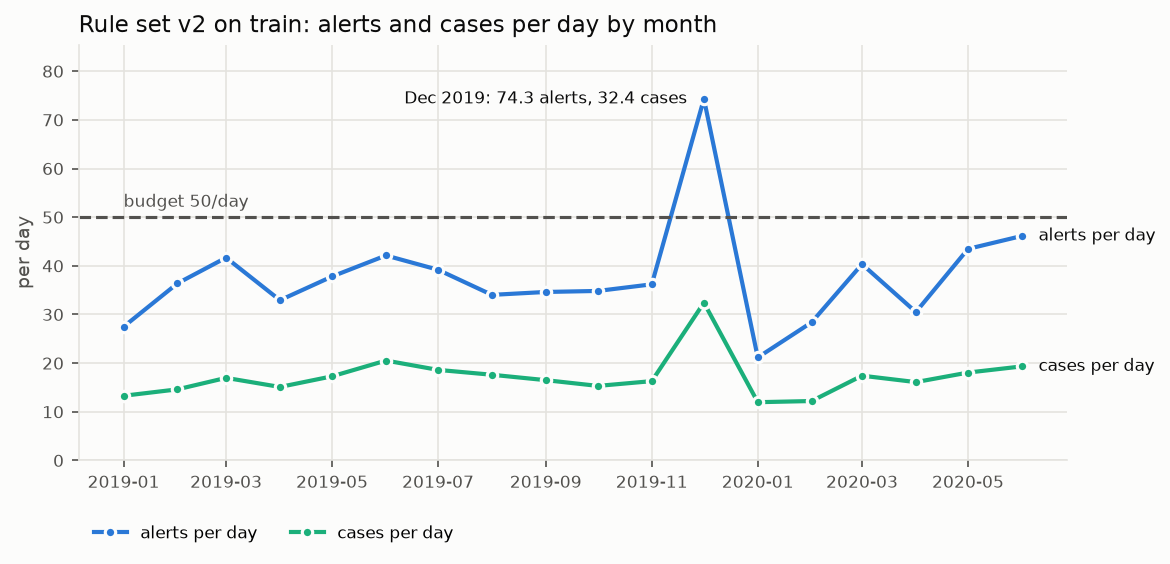 Rule set v2 on train: alerts and cases per day by month
80
70
60
50
40
30
20
10
0
per day
Dec 2019: 74.3 alerts, 32.4 cases
budget 50/day
alerts per day
cases per day
2019-01 2019-03 2019-05 2019-07 2019-09 2019-11 2020-01 2020-03 2020-05
alerts per day cases per day